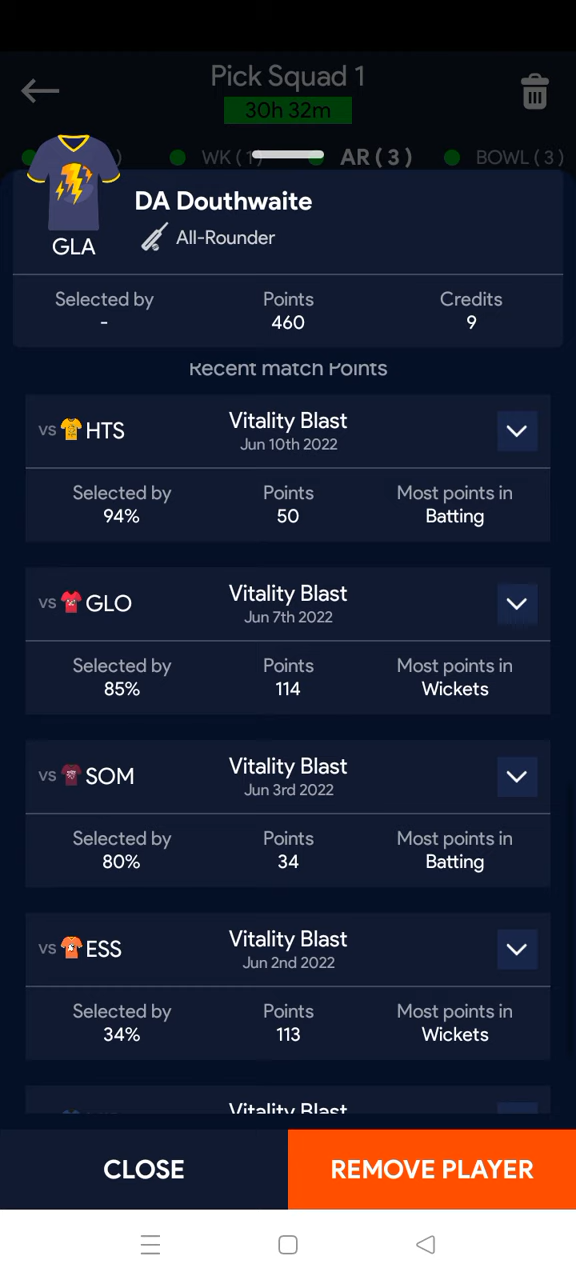 Pick Squad 1
30h 32m
WK ( 1 AR ( 3 ) BOWL ( 3 )
DA Douthwaite
All-Rounder
GLA
Selected by Points Credits
- 460 9
Recent match Points
vs HTS Vitality Blast
Jun 10th 2022
Selected by Points Most points in
94% 50 Batting
vs GLO Vitality Blast
Jun 7th 2022
Selected by Points Most points in
85% 114 Wickets
vs SOM Vitality Blast
Jun 3rd 2022
Selected by Points Most points in
80% 34 Batting
vs ESS Vitality Blast
Jun 2nd 2022
Selected by Points Most points in
34% 113 Wickets
Vitality Blast
CLOSE REMOVE PLAYER